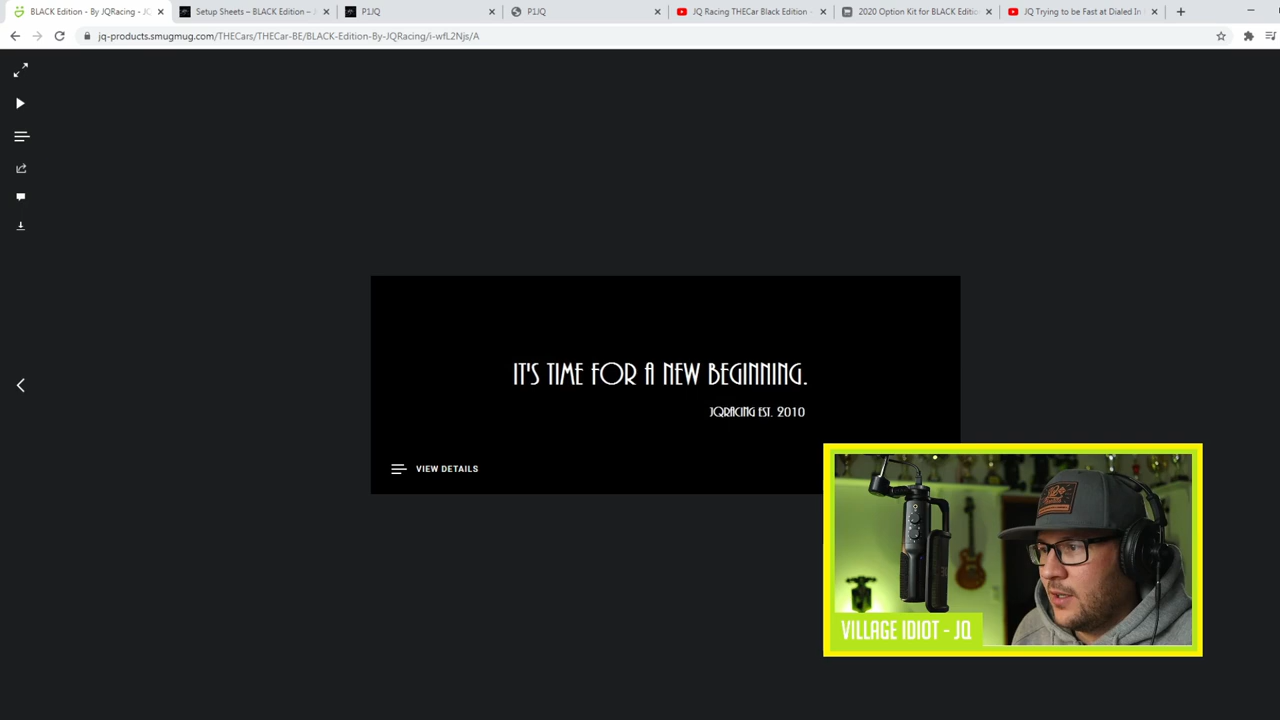 BLACK Edition - By JQRacing - JQ
Setup Sheets – BLACK Edition –
P1JQ
P1JQ
JQ Racing THECar Black Edition -
2020 Option Kit for BLACK Editio
JQ Trying to be Fast at Dialed In
jq-products.smugmug.com/THECars/THECar-BE/BLACK-Edition-By-JQRacing/i-wfL2Njs/A
IT'S TIME FOR A NEW BEGINNING.
JQRACING EST. 2010
VIEW DETAILS
VILLAGE IDIOT - JQ